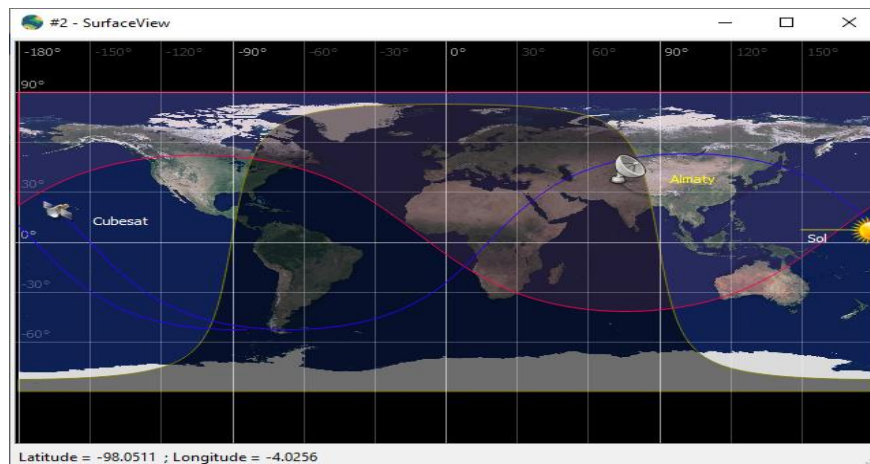 #2 - SurfaceView
-180° -150° -120° -90° -60° -30° 0° 30° 60° 90° 120° 150°
90°
Almaty
30°
Cubesat
0°
Sol
-30°
-60°
Latitude = -98.0511 ; Longitude = -4.0256